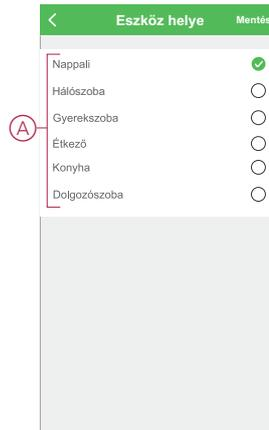 Eszköz helye Mentés
Nappali
Hálószoba
Gyerekszoba
A
Étkező
Konyha
Dolgozószoba